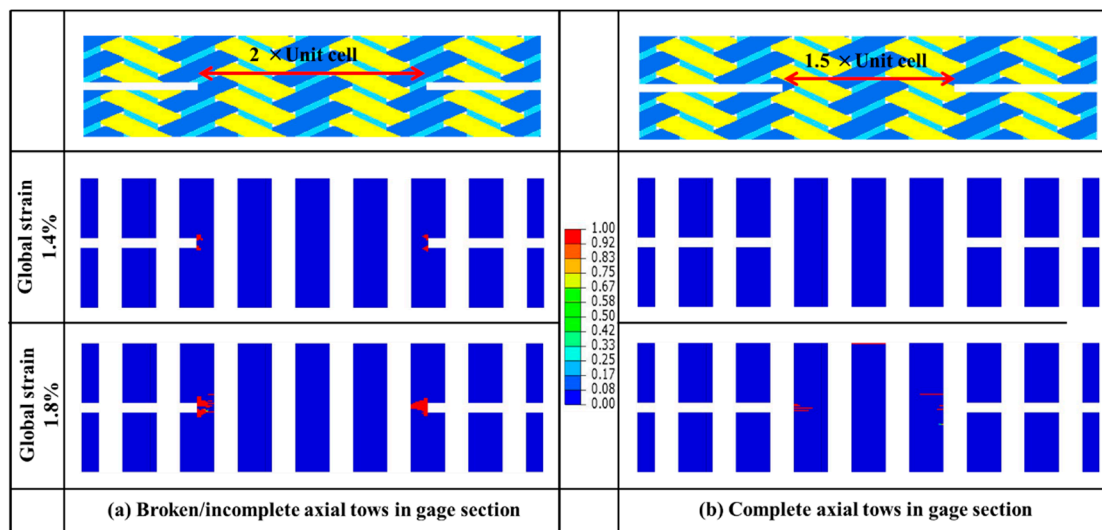 2 ×Unit cell
1.5 ×Unit cell
Global strain
1.4%
1.00
0.92
0.83
0.75
0.67
0.58
0.50
0.42
0.33
0.25
0.17
0.08
0.00
Global strain
1.8%
(a) Broken/incomplete axial tows in gage section
(b) Complete axial tows in gage section